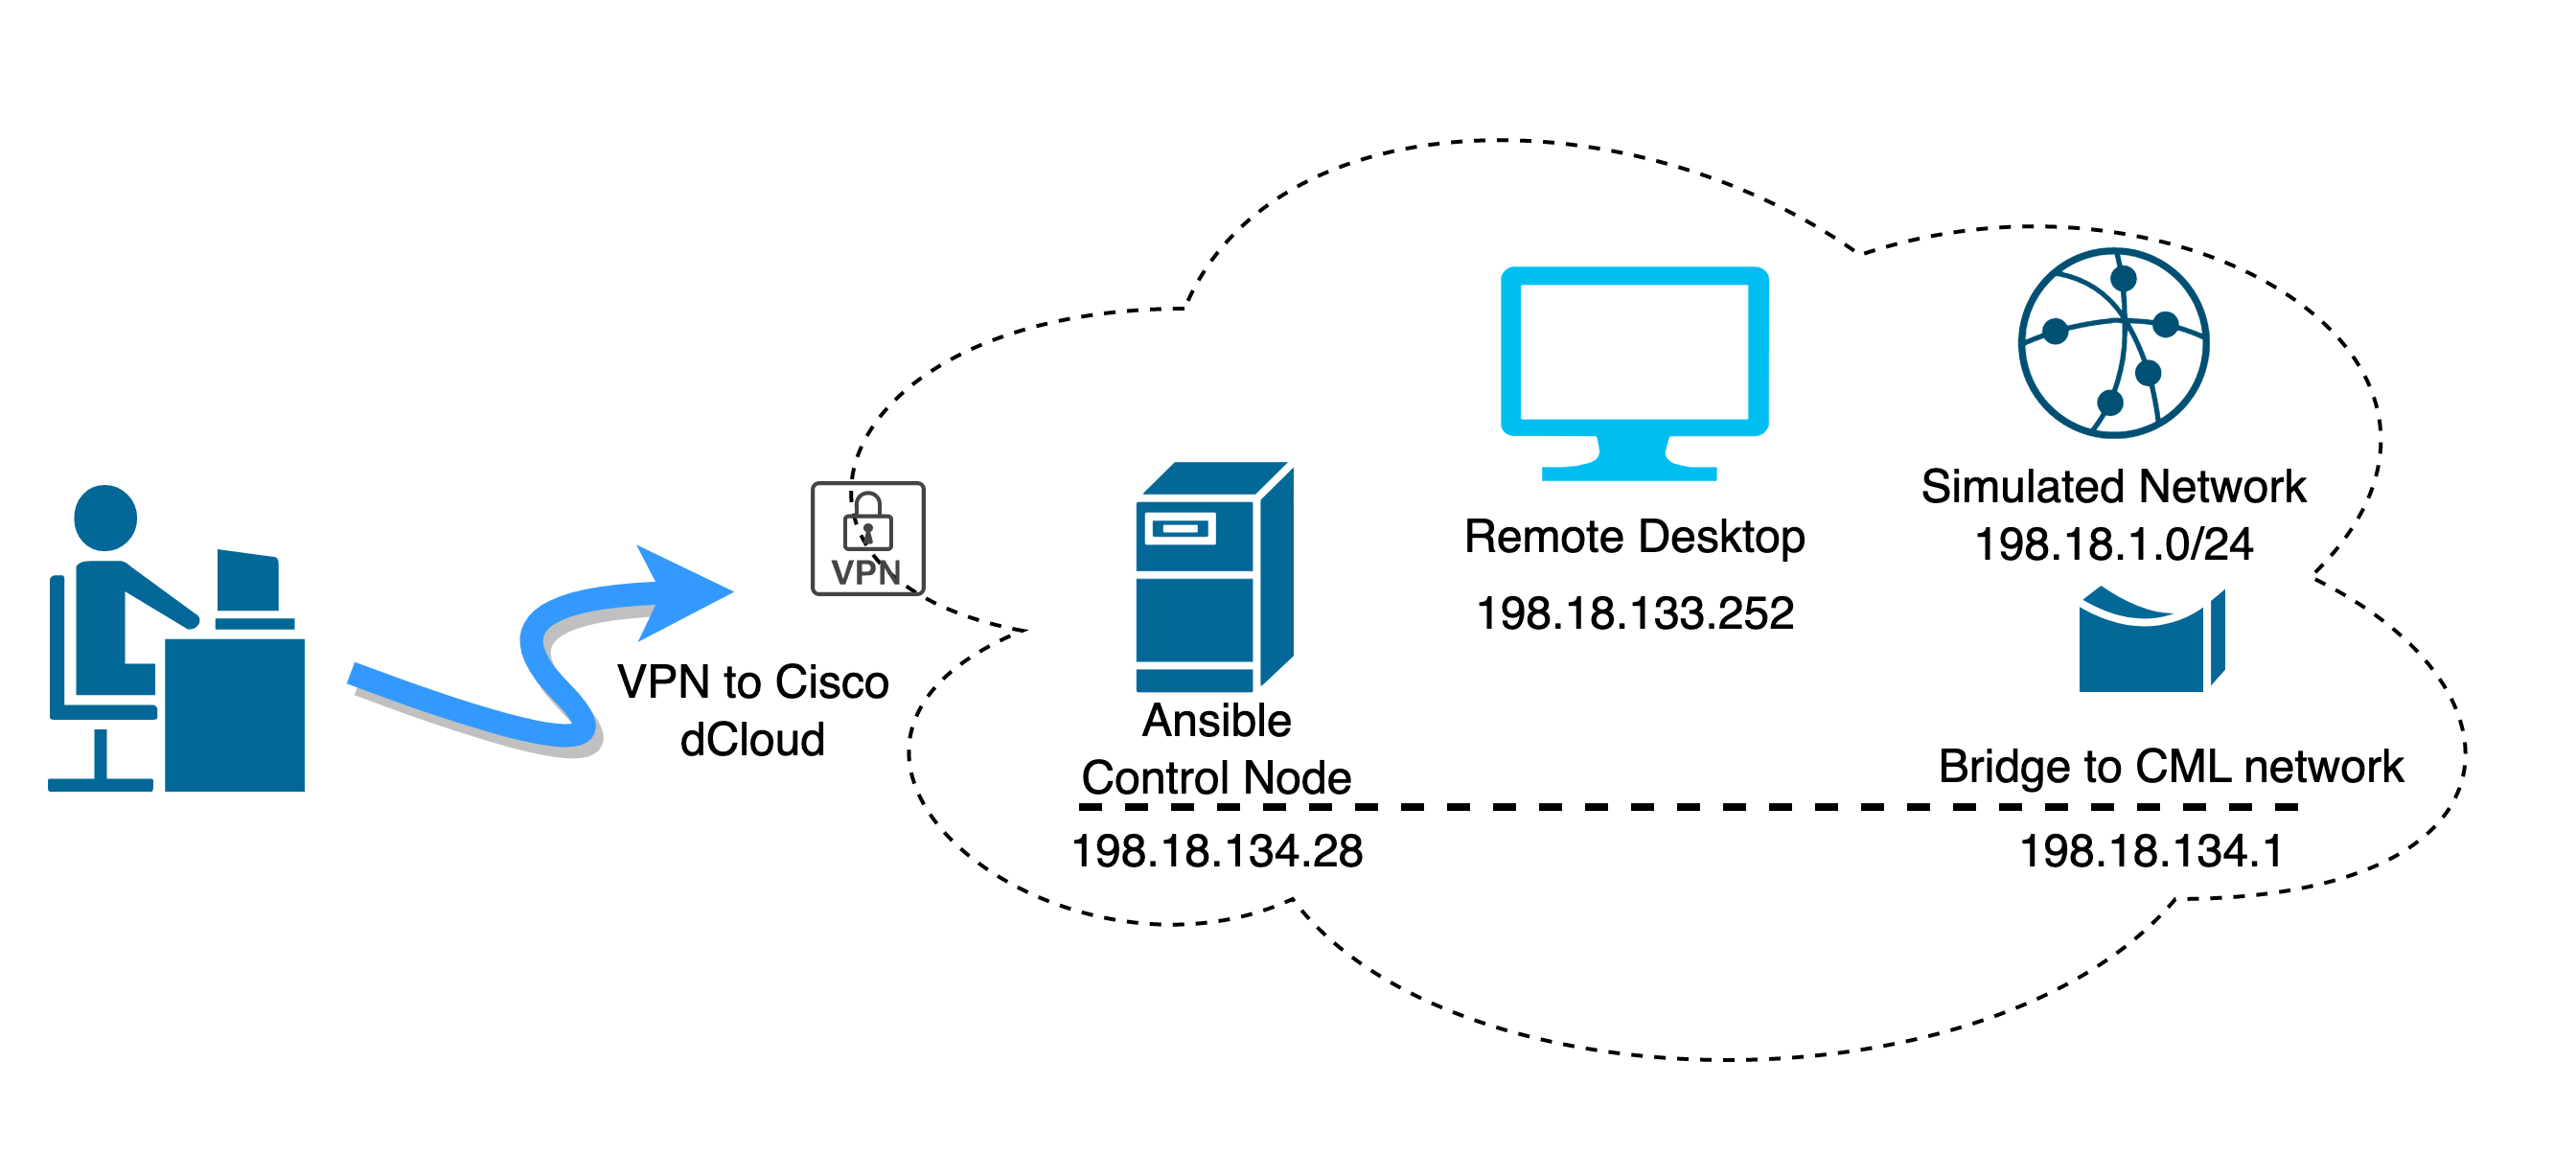 VPN
VPN to Cisco
dCloud
Ansible
Control Node
198.18.134.28
Remote Desktop
198.18.133.252
Simulated Network
198.18.1.0/24
Bridge to CML network
198.18.134.1